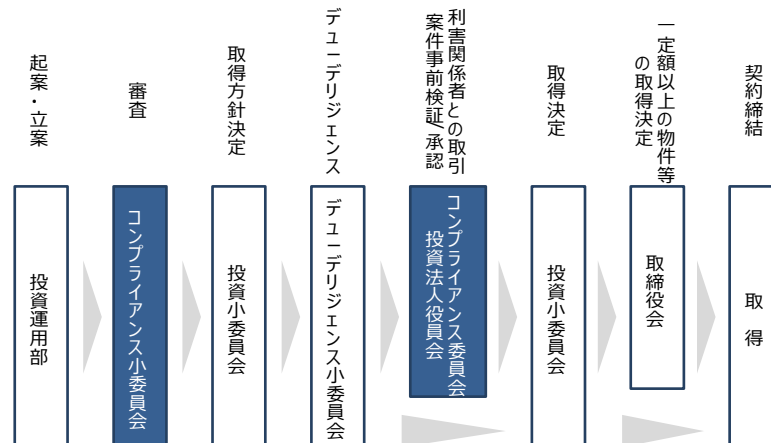 起案・立案
審査
取得方針決定
デューデリジェンス
利害関係者との取引
案件事前検証/承認
取得決定
一定額以上の物件等
の取得決定
契約締結
投資運用部
コンプライアンス小委員会
投資小委員会
デューデリジェンス小委員会
コンプライアンス委員会
投資法人役員会
投資小委員会
取締役会
取得